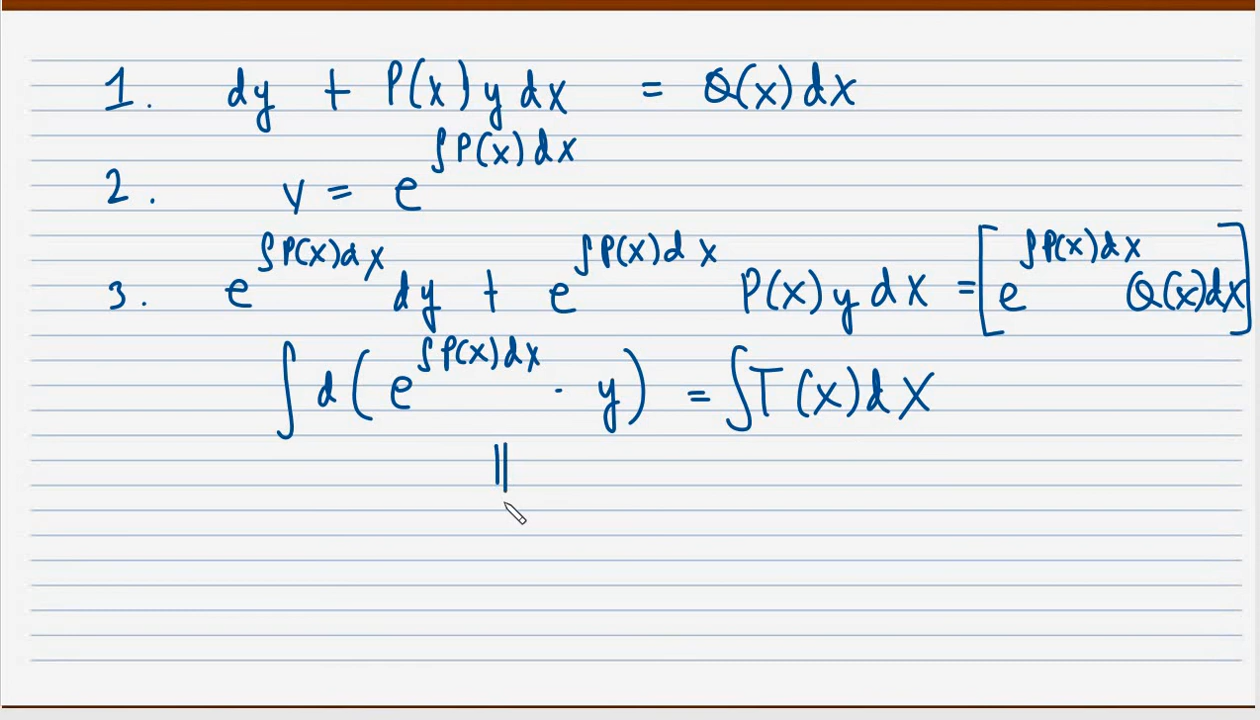 1. dy + P(x) y dx = Q(x) dx
2. v = e^∫P(x)dx
3. e^∫P(x)dx dy + e^∫P(x)dx P(x) y dx = [e^∫P(x)dx Q(x)dx]
∫d(e^∫P(x)dx · y) = ∫T(x)dx
||